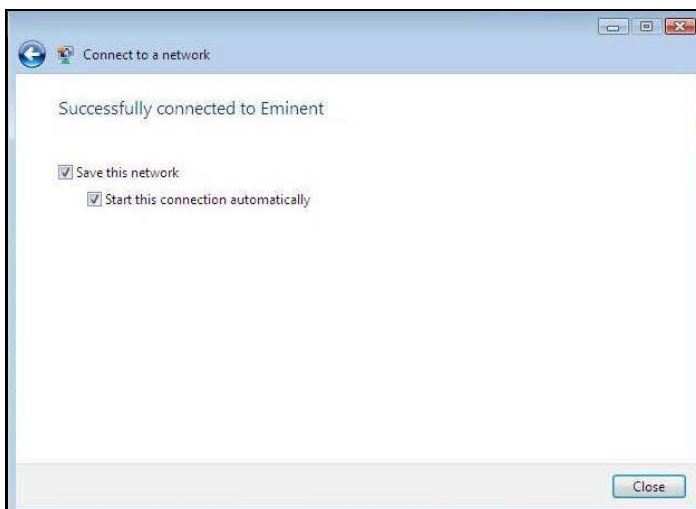 Connect to a network
Successfully connected to Eminent
Save this network
Start this connection automatically
Close